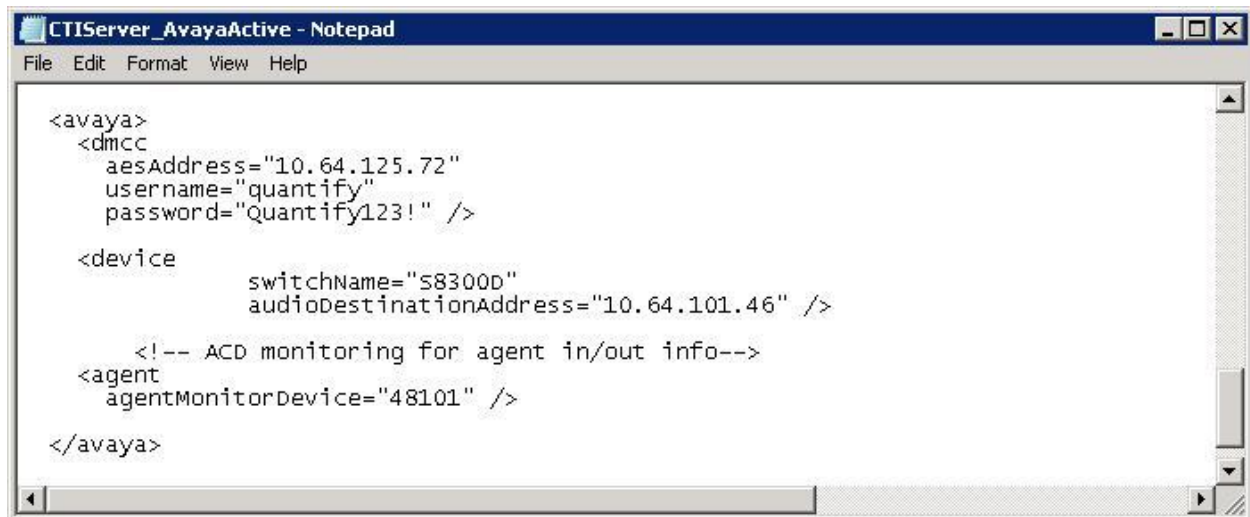 CTIServer_AvayaActive - Notepad
File Edit Format View Help
<avaya>
<dmcc
aesAddress="10.64.125.72"
username="quantify"
password="Quantify123!" />
<device
switchName="S8300D"
audioDestinationAddress="10.64.101.46" />
<!-- ACD monitoring for agent in/out info-->
<agent
agentMonitorDevice="48101" />
</avaya>